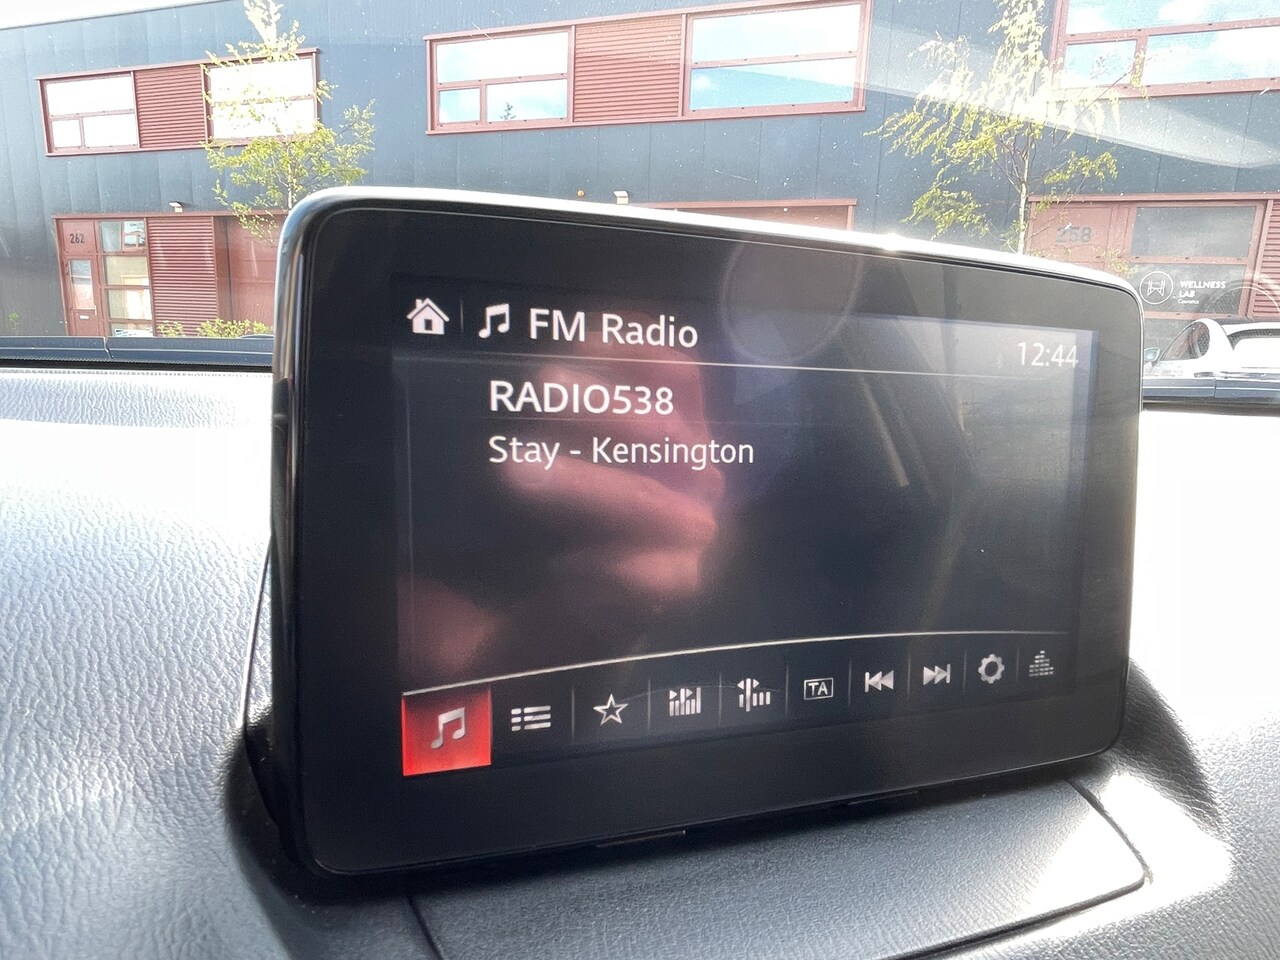 262
258
WELLNESS
LAB
FM Radio
12:44
RADIO538
Stay - Kensington
TA